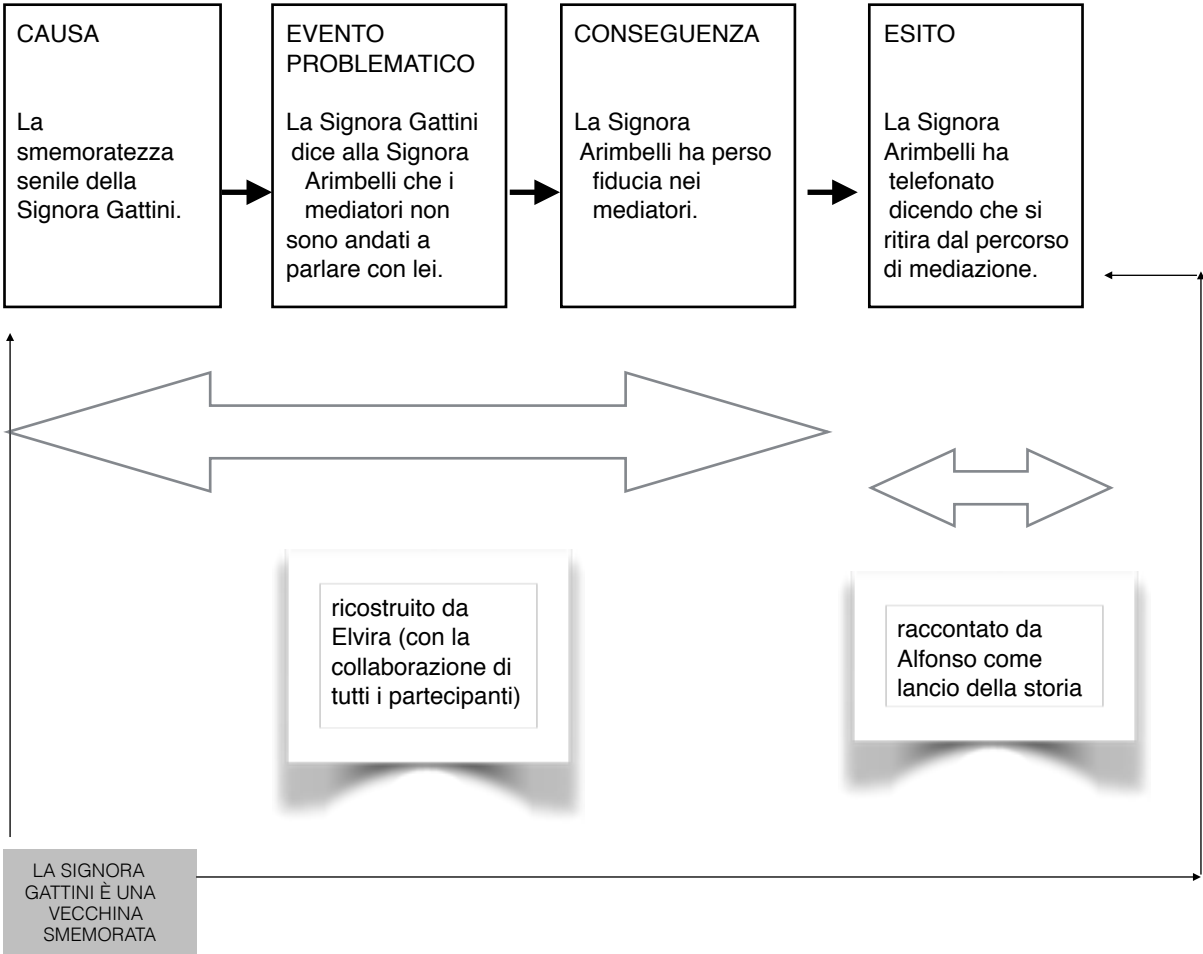 CAUSA
La
smemoratezza
senile della
Signora Gattini.
EVENTO
PROBLEMATICO
La Signora Gattini
dice alla Signora
Arimbelli che i
mediatori non
sono andati a
parlare con lei.
CONSEGUENZA
La Signora
Arimbelli ha perso
fiducia nei
mediatori.
ESITO
La Signora
Arimbelli ha
telefonato
dicendo che si
ritira dal percorso
di mediazione.
ricostruito da
Elvira (con la
collaborazione di
tutti i partecipanti)
raccontato da
Alfonso come
lancio della storia
LA SIGNORA
GATTINI È UNA
VECCHINA
SMEMORATA